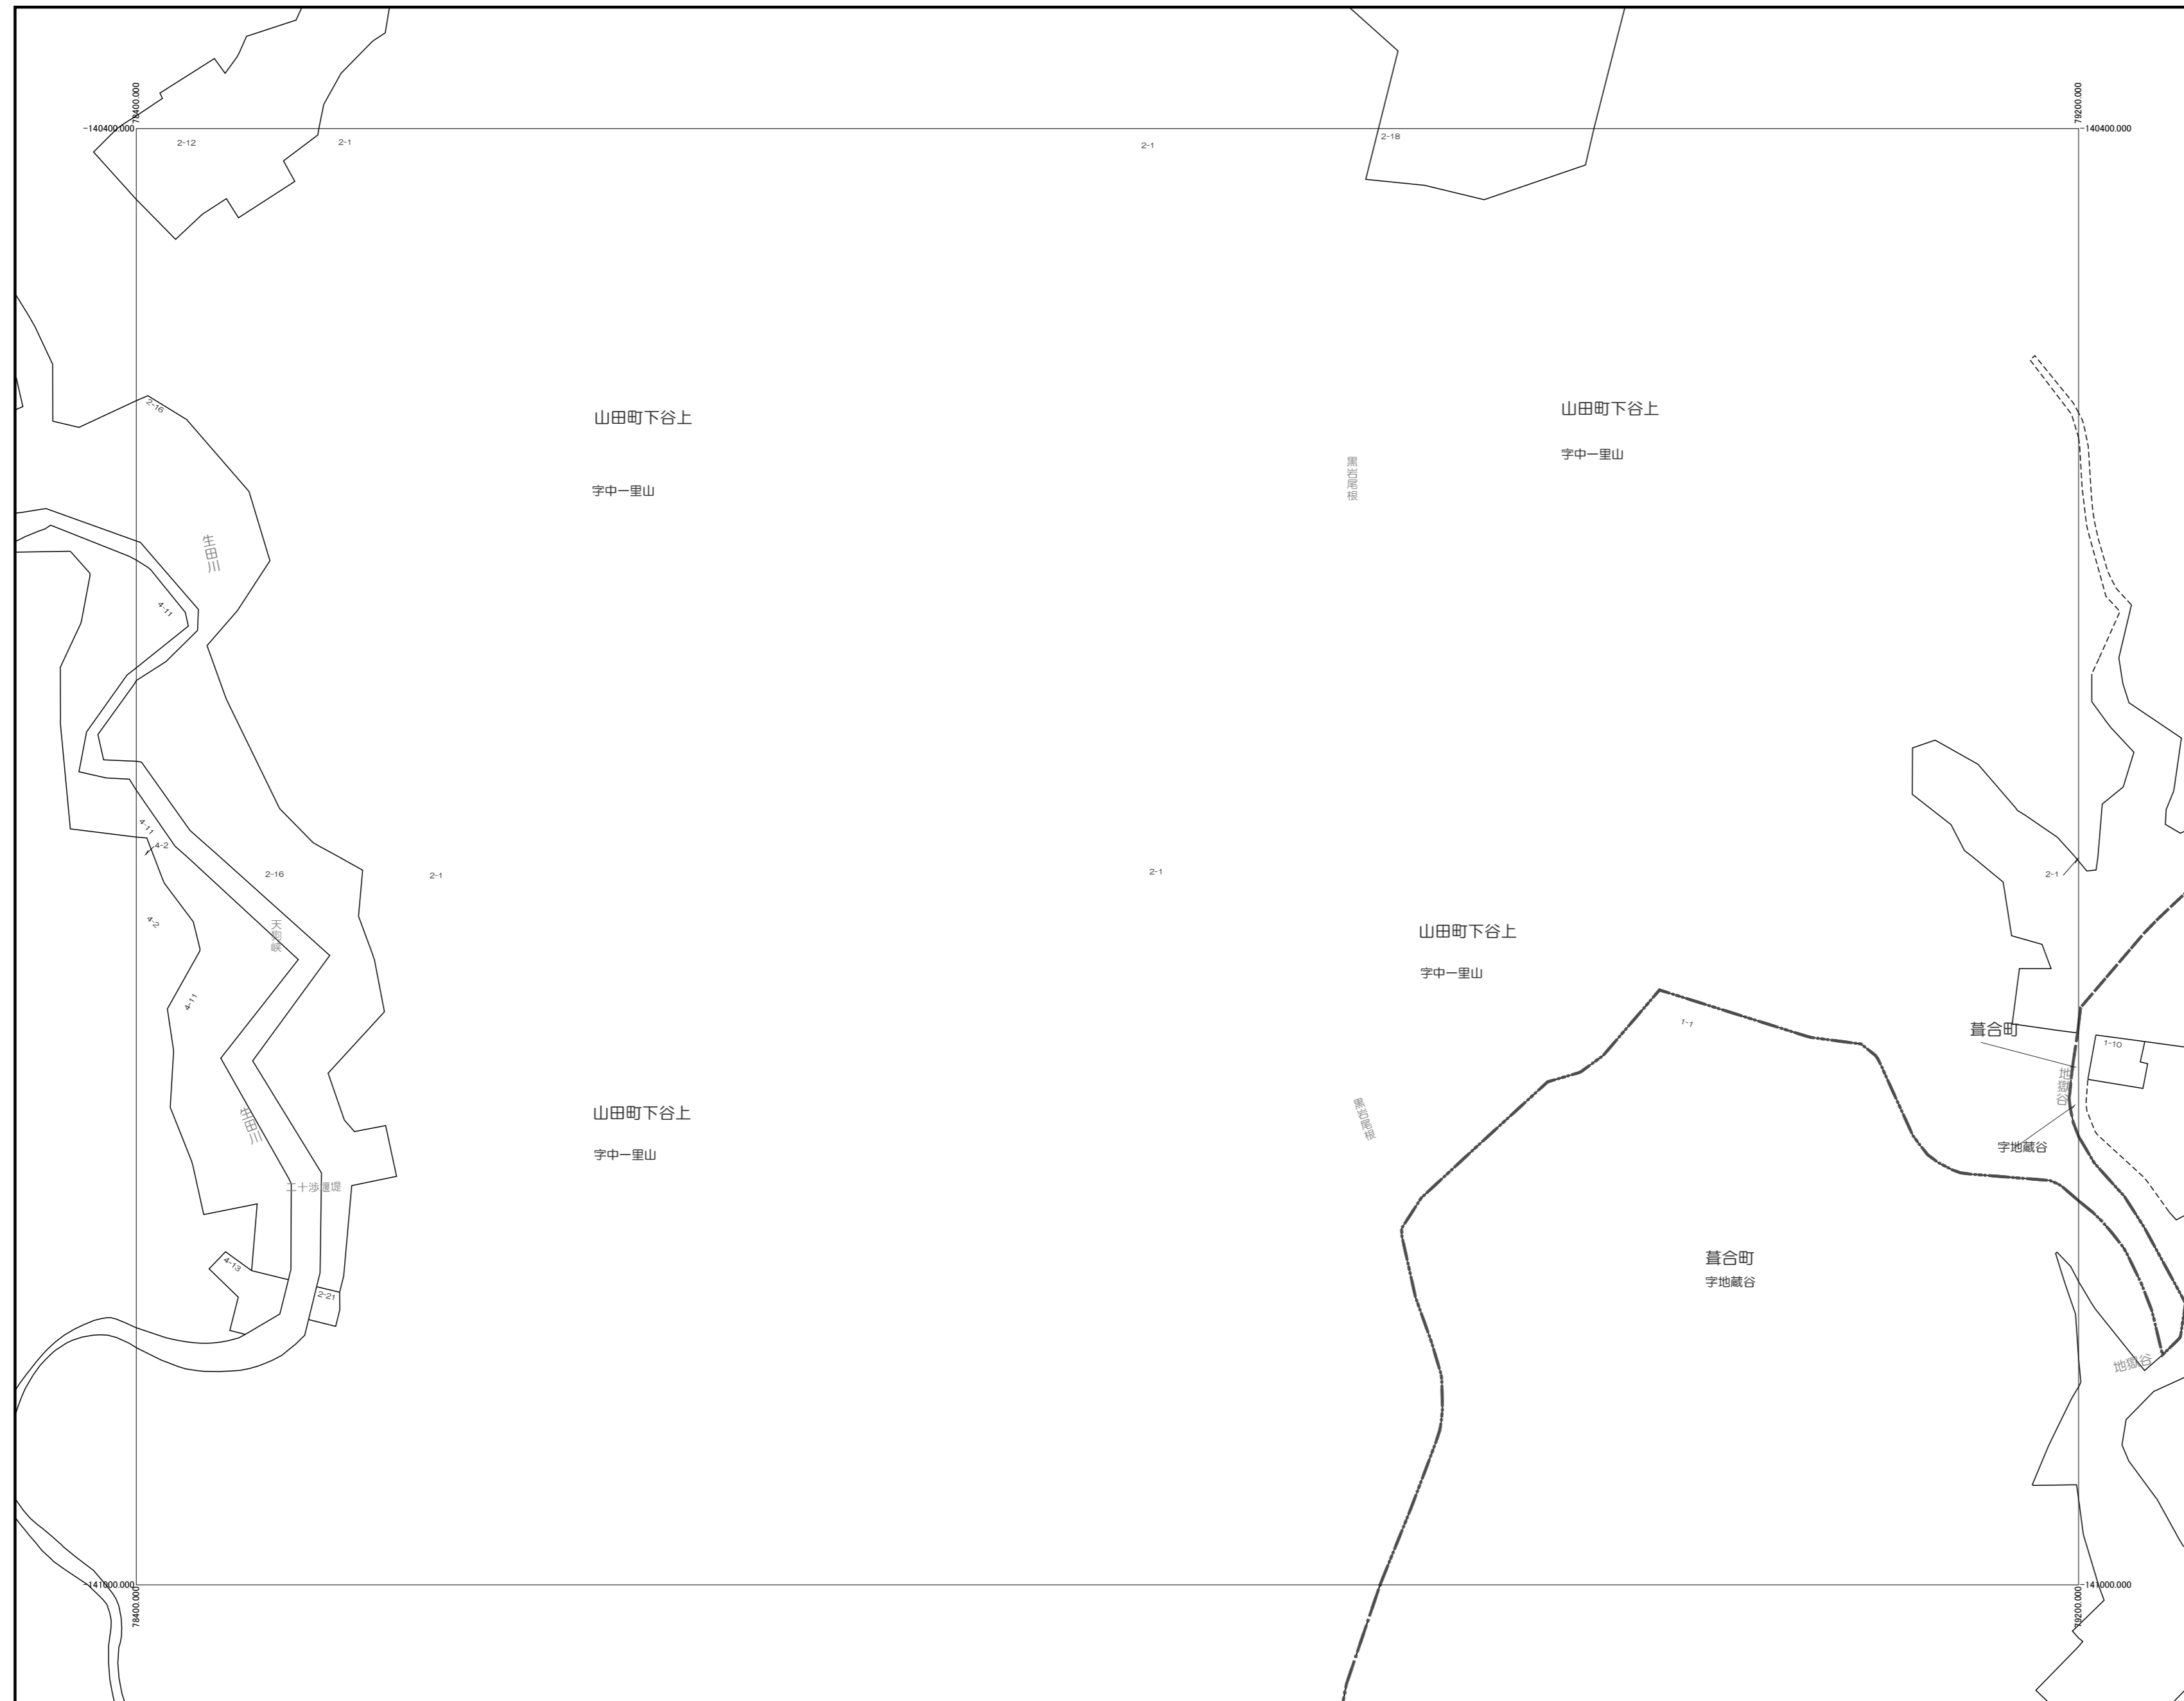 78400.000
79200.000
-140400.000
-140400.000
2-12
2-1
2-1
2-18
2-16
山田町下谷上
山田町下谷上
字中一里山
黒岩尾根
字中一里山
生田川
4-11
4-11
4-2
2-16
2-1
2-1
2-1
4-2
天狗峡
山田町下谷上
字中一里山
4-11
1-1
葺合町
1-10
地獄谷
生田川
山田町下谷上
黒岩尾根
字中一里山
字地蔵谷
二十渉堰堤
葺合町
字地蔵谷
4-13
2-21
地獄谷
-141000.000
-141000.000
78400.000
79200.000